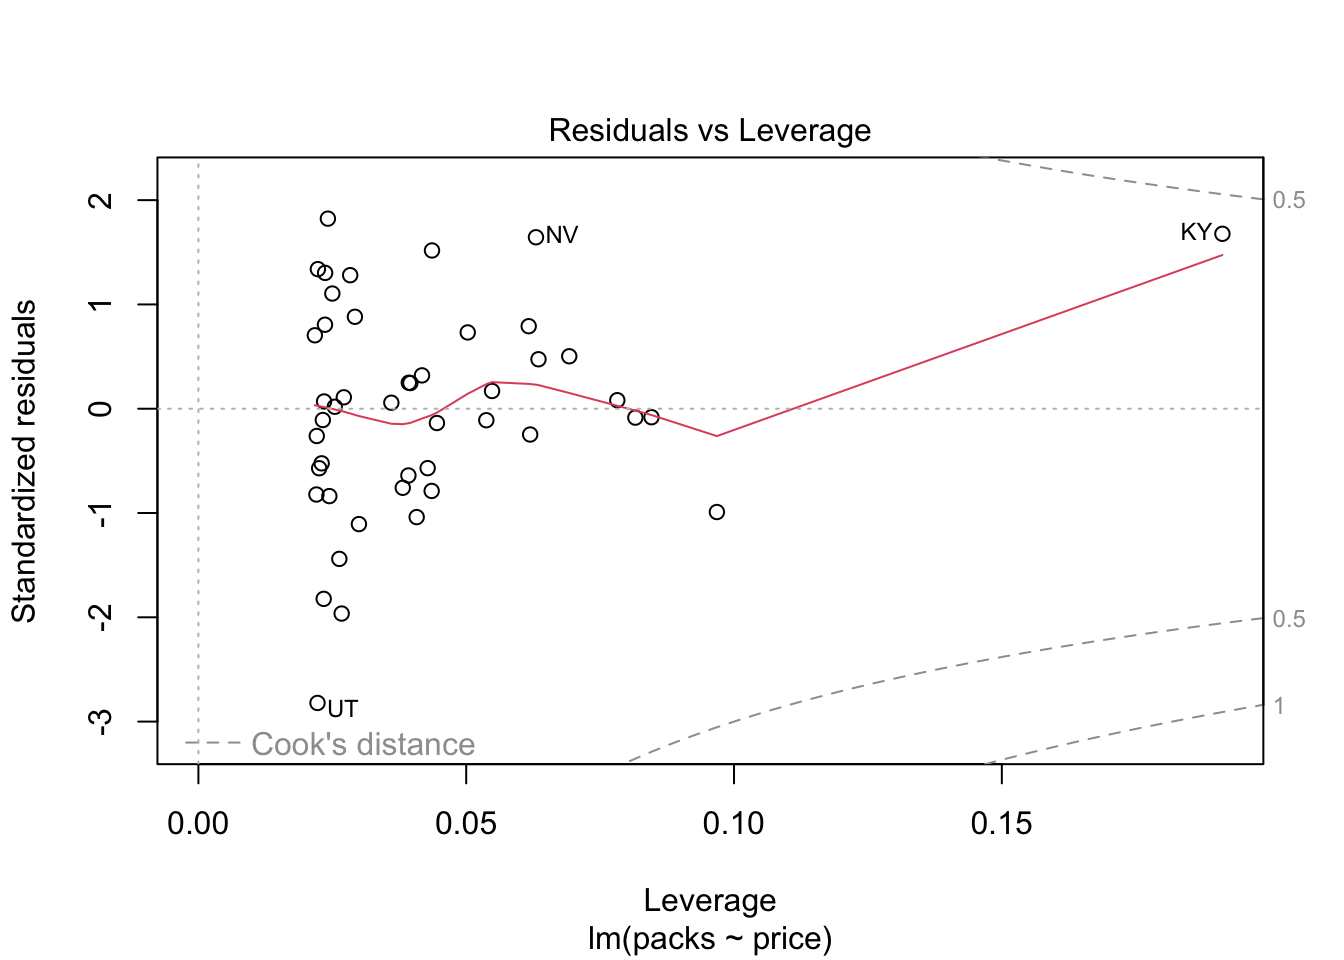 Residuals vs Leverage
Standardized residuals
2
1
0
-1
-2
-3
NV
KY
UT
0.5
0.5
1
Cook's distance
0.00
0.05
0.10
0.15
Leverage
lm(packs ~ price)